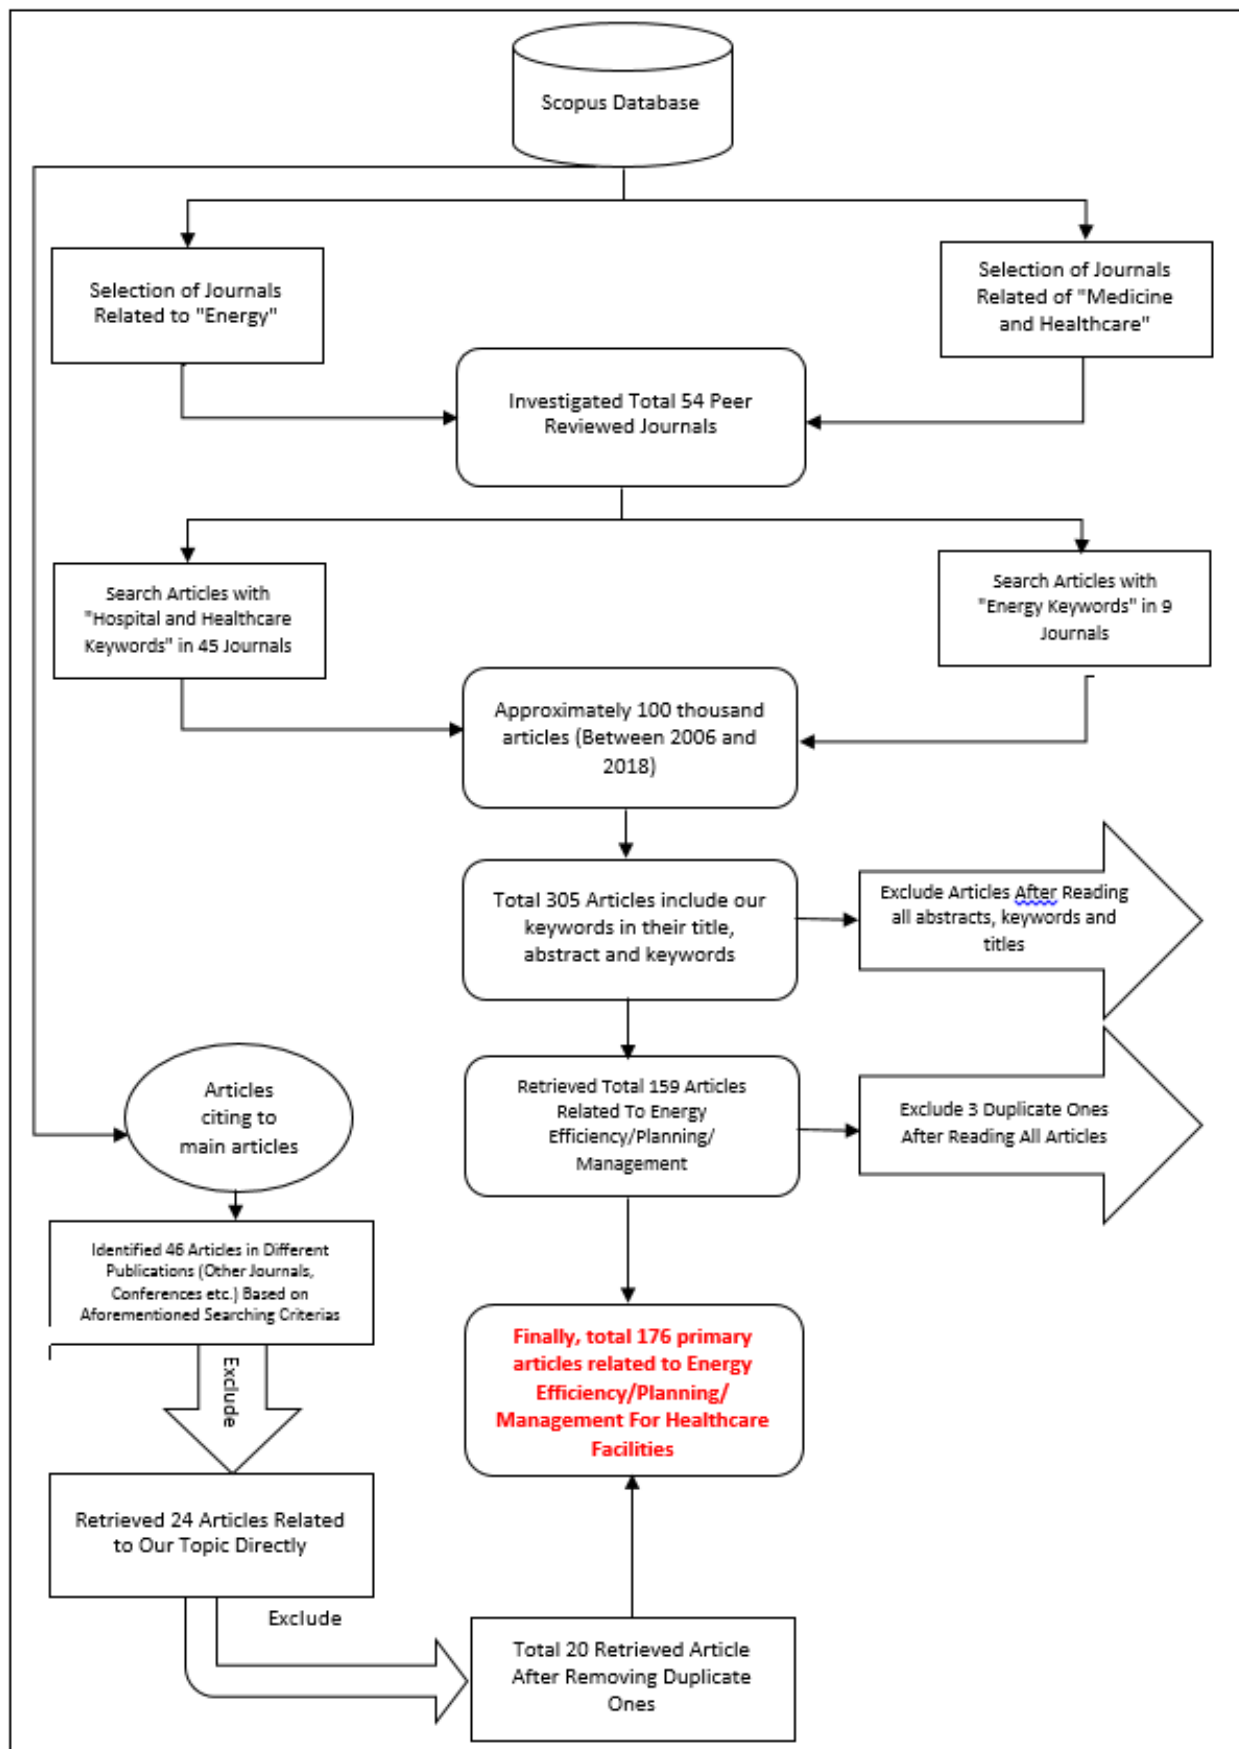 Scopus Database
Selection of Journals
Related to "Energy"
Selection of Journals
Related of "Medicine
and Healthcare"
Investigated Total 54 Peer
Reviewed Journals
Search Articles with
"Hospital and Healthcare
Keywords" in 45 Journals
Search Articles with
"Energy Keywords" in 9
Journals
Approximately 100 thousand
articles (Between 2006 and
2018)
Total 305 Articles include our
keywords in their title,
abstract and keywords
Exclude Articles After Reading
all abstracts, keywords and
titles
Retrieved Total 159 Articles
Related To Energy
Efficiency/Planning/
Management
Exclude 3 Duplicate Ones
After Reading All Articles
Articles
citing to
main articles
Identified 46 Articles in Different
Publications (Other Journals,
Conferences etc.) Based on
Aforementioned Searching Criterias
Exclude
Finally, total 176 primary
articles related to Energy
Efficiency/Planning/
Management For Healthcare
Facilities
Retrieved 24 Articles Related
to Our Topic Directly
Exclude
Total 20 Retrieved Article
After Removing Duplicate
Ones